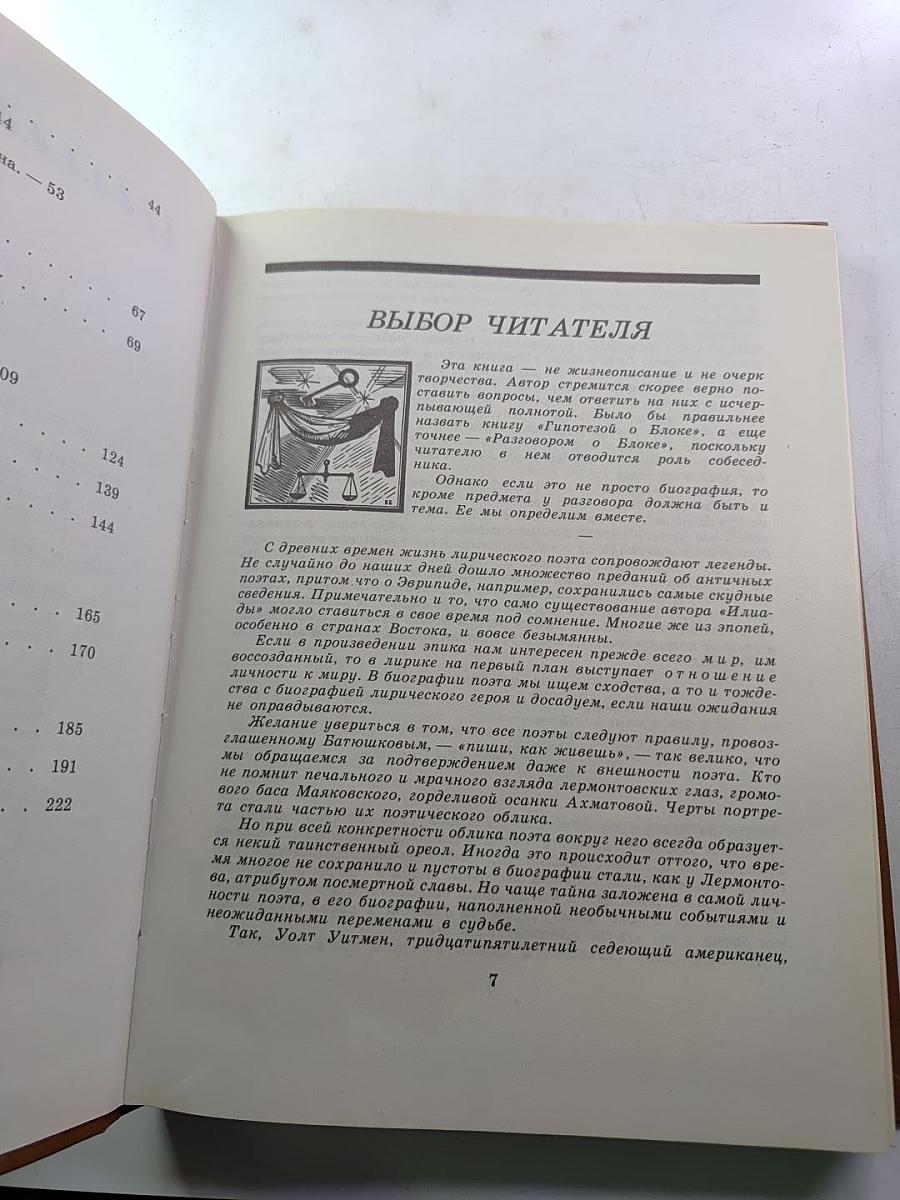 44
44
на. — 53
67
69
09
124
139
144
165
170
185
191
222
ВЫБОР ЧИТАТЕЛЯ
Эта книга — не жизнеописание и не очерк
творчества. Автор стремится скорее верно по-
ставить вопросы, чем ответить на них с исчер-
пывающей полнотой. Было бы правильнее
назвать книгу «Гипотезой о Блоке», а еще
точнее — «Разговором о Блоке», поскольку
читателю в нем отводится роль собесед-
ника.
Однако если это не просто биография, то
кроме предмета у разговора должна быть и
тема. Ее мы определим вместе.
—
С древних времен жизнь лирического поэта сопровождают легенды.
Не случайно до наших дней дошло множество преданий об античных
поэтах, притом что о Эврипиде, например, сохранились самые скудные
сведения. Примечательно и то, что само существование автора «Илиа-
ды» могло ставиться в свое время под сомнение. Многие же из эпопей,
особенно в странах Востока, и вовсе безымянны.
Если в произведении эпика нам интересен прежде всего мир, им
воссозданный, то в лирике на первый план выступает отношение
личности к миру. В биографии поэта мы ищем сходства, а то и тожде-
ства с биографией лирического героя и досадуем, если наши ожидания
не оправдываются.
Желание увериться в том, что все поэты следуют правилу, провоз-
глашенному Батюшковым, — «пиши, как живешь», — так велико, что
мы обращаемся за подтверждением даже к внешности поэта. Кто
не помнит печального и мрачного взгляда лермонтовских глаз, громо-
вого баса Маяковского, горделивой осанки Ахматовой. Черты портре-
та стали частью их поэтического облика.
Но при всей конкретности облика поэта вокруг него всегда образует-
ся некий таинственный ореол. Иногда это происходит оттого, что вре-
мя многое не сохранило и пустоты в биографии стали, как у Лермонто-
ва, атрибутом посмертной славы. Но чаще тайна заложена в самой лич-
ности поэта, в его биографии, наполненной необычными событиями и
неожиданными переменами в судьбе.
Так, Уолт Уитмен, тридцатипятилетний седеющий американец,
7